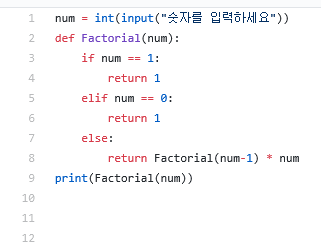 1 num = int(input("숫자를 입력하세요"))
2 def Factorial(num):
3     if num == 1:
4         return 1
5     elif num == 0:
6         return 1
7     else:
8         return Factorial(num-1) * num
9 print(Factorial(num))
10
11
12